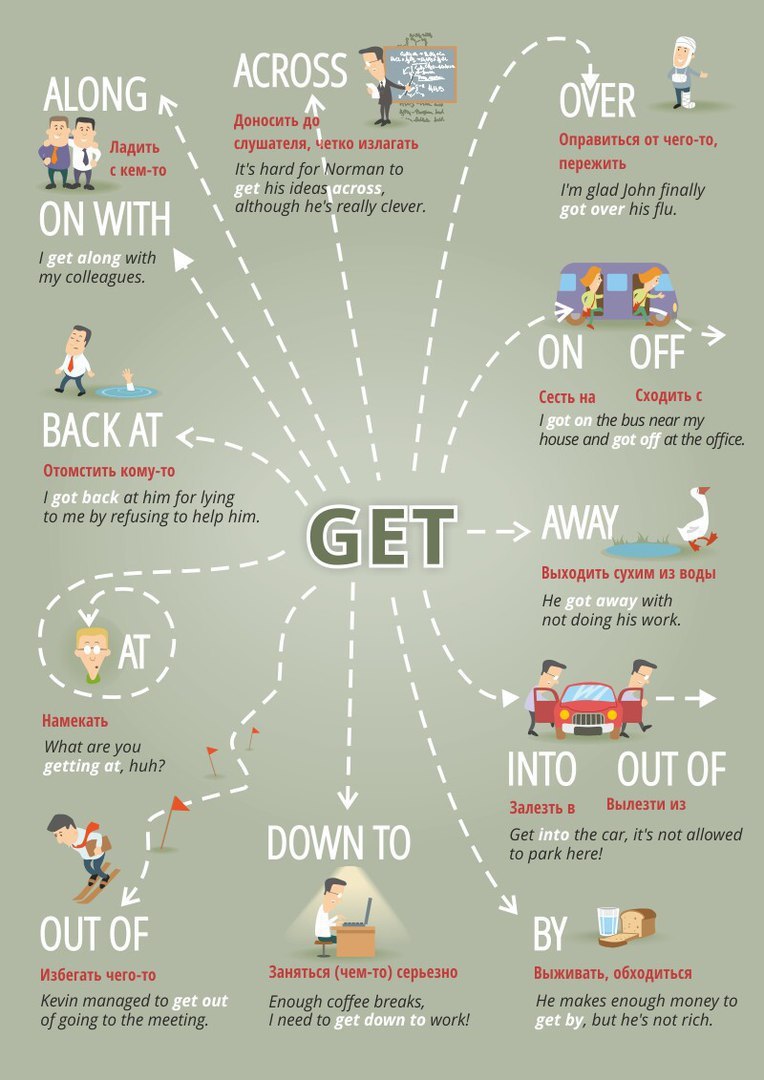 ALONG
Ладить
с кем-то
ON WITH
I get along with
my colleagues.
ACROSS
Доносить до
слушателя, четко излагать
It's hard for Norman to
get his ideas across,
although he's really clever.
OVER
Оправиться от чего-то,
пережить
I'm glad John finally
got over his flu.
ON OFF
Сесть на Сходить с
I got on the bus near my
house and got off at the office.
BACK AT
Отомстить кому-то
I got back at him for lying
to me by refusing to help him.
GET
AWAY
Выходить сухим из воды
He got away with
not doing his work.
AT
Намекать
What are you
getting at, huh?
INTO OUT OF
Залезть в Вылезти из
Get into the car, it's not allowed
to park here!
OUT OF
Избегать чего-то
Kevin managed to get out
of going to the meeting.
DOWN TO
Заняться (чем-то) серьезно
Enough coffee breaks,
I need to get down to work!
BY
Выживать, обходиться
He makes enough money to
get by, but he's not rich.